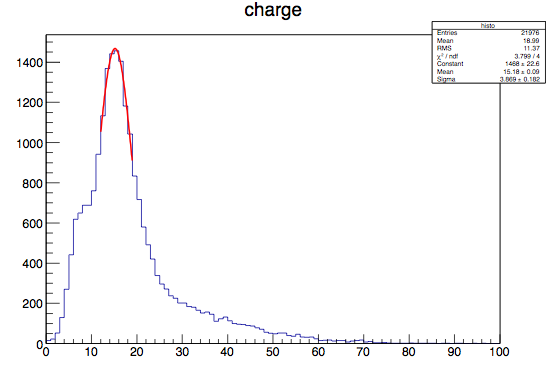 charge
histo
Entries 21976
Mean 18.99
RMS 11.37
χ² / ndf 3.799 / 4
Constant 1468 ± 22.6
Mean 15.18 ± 0.09
Sigma 3.869 ± 0.182
1400
1200
1000
800
600
400
200
0
0 10 20 30 40 50 60 70 80 90 100